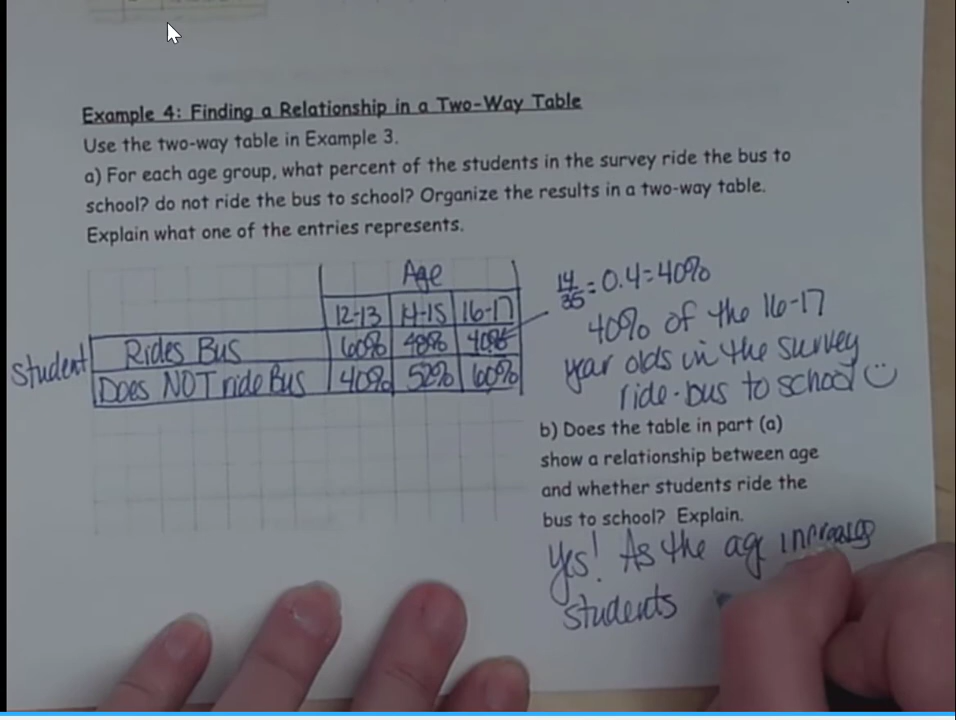 Example 4: Finding a Relationship in a Two-Way Table
Use the two-way table in Example 3.
a) For each age group, what percent of the students in the survey ride the bus to
school? do not ride the bus to school? Organize the results in a two-way table.
Explain what one of the entries represents.
Age
12-13 14-15 16-17
Student
Rides Bus 60% 48% 40%
Does NOT ride Bus 40% 52% 60%
14/35 = 0.4 = 40%
40% of the 16-17
year olds in the survey
ride bus to school
b) Does the table in part (a)
show a relationship between age
and whether students ride the
bus to school? Explain.
Yes! As the age increases
students